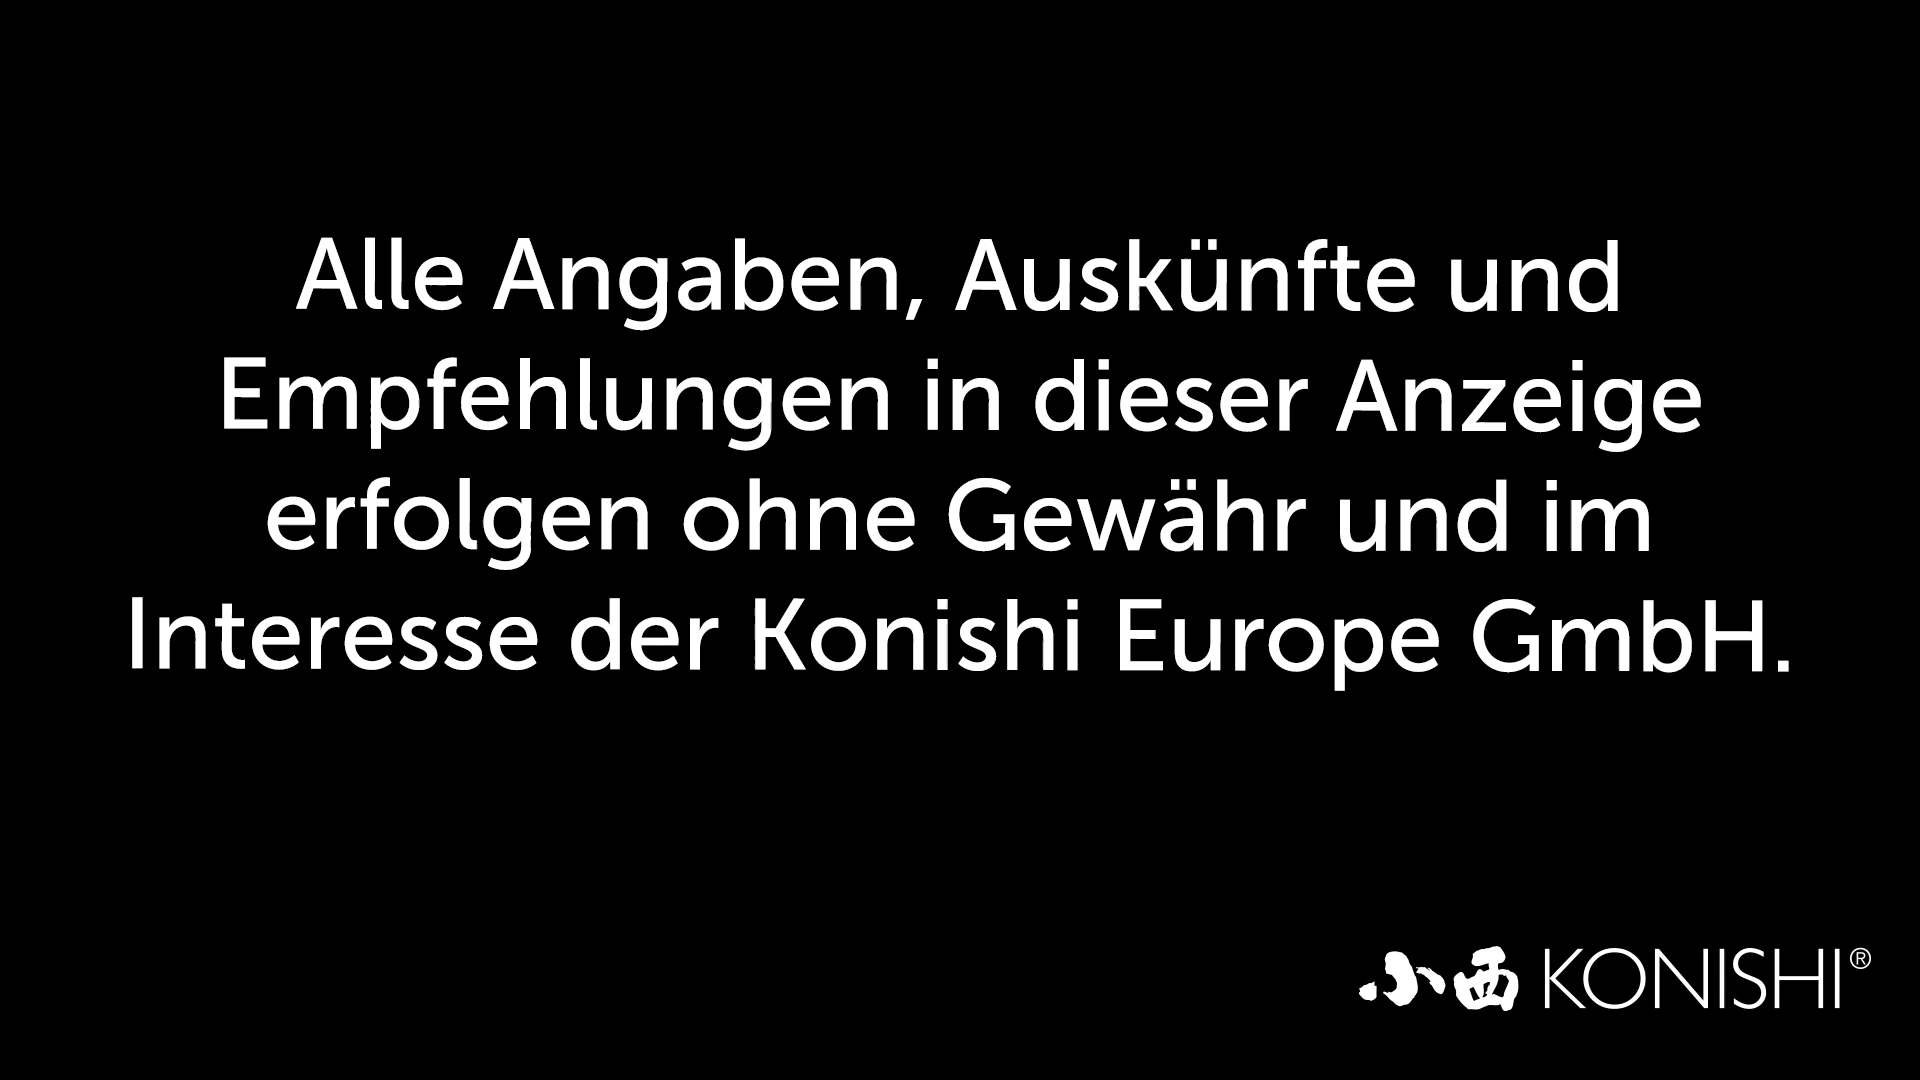 Alle Angaben, Auskünfte und
Empfehlungen in dieser Anzeige
erfolgen ohne Gewähr und im
Interesse der Konishi Europe GmbH.
小西 KONISHI®